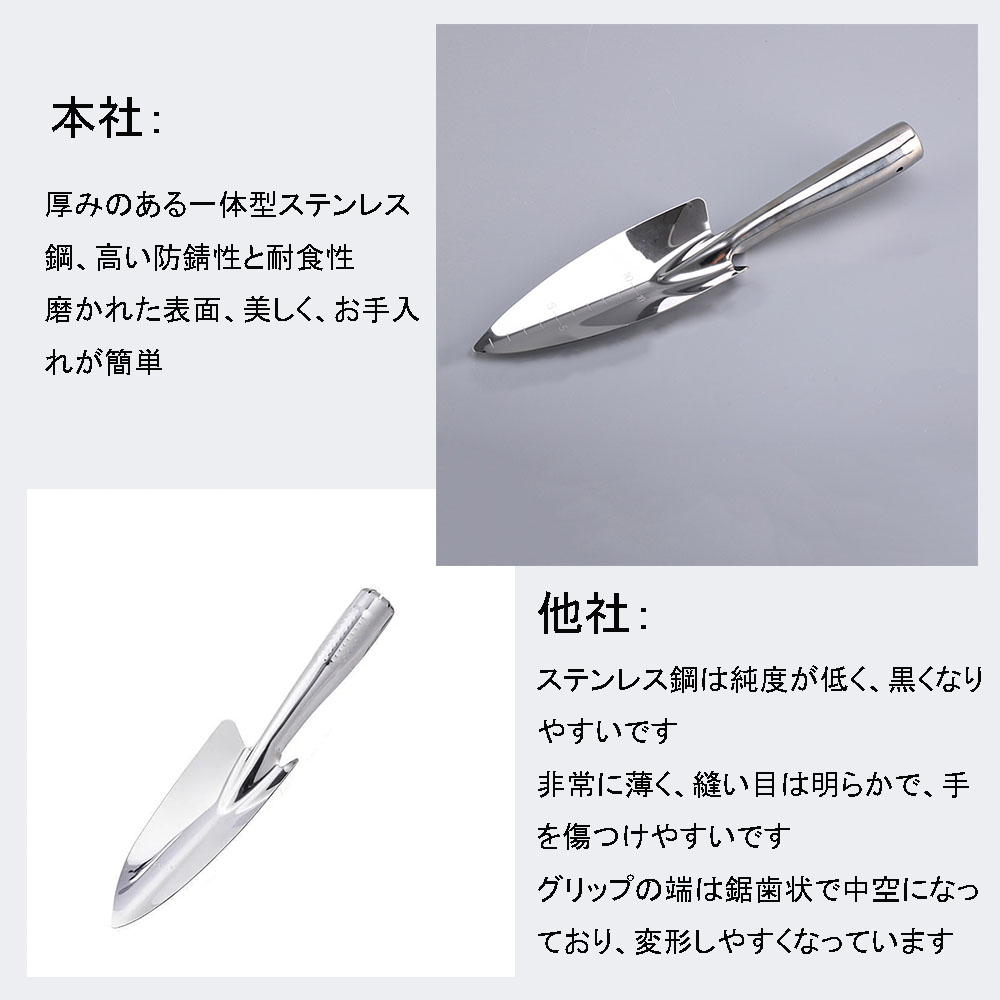 本社：
厚みのある一体型ステンレス
鋼、高い防錆性と耐食性
磨かれた表面、美しく、お手入
れが簡単
他社：
ステンレス鋼は純度が低く、黒くなり
やすいです
非常に薄く、縫い目は明らかで、手
を傷つけやすいです
グリップの端は鋸歯状で中空になっ
ており、変形しやすくなっています